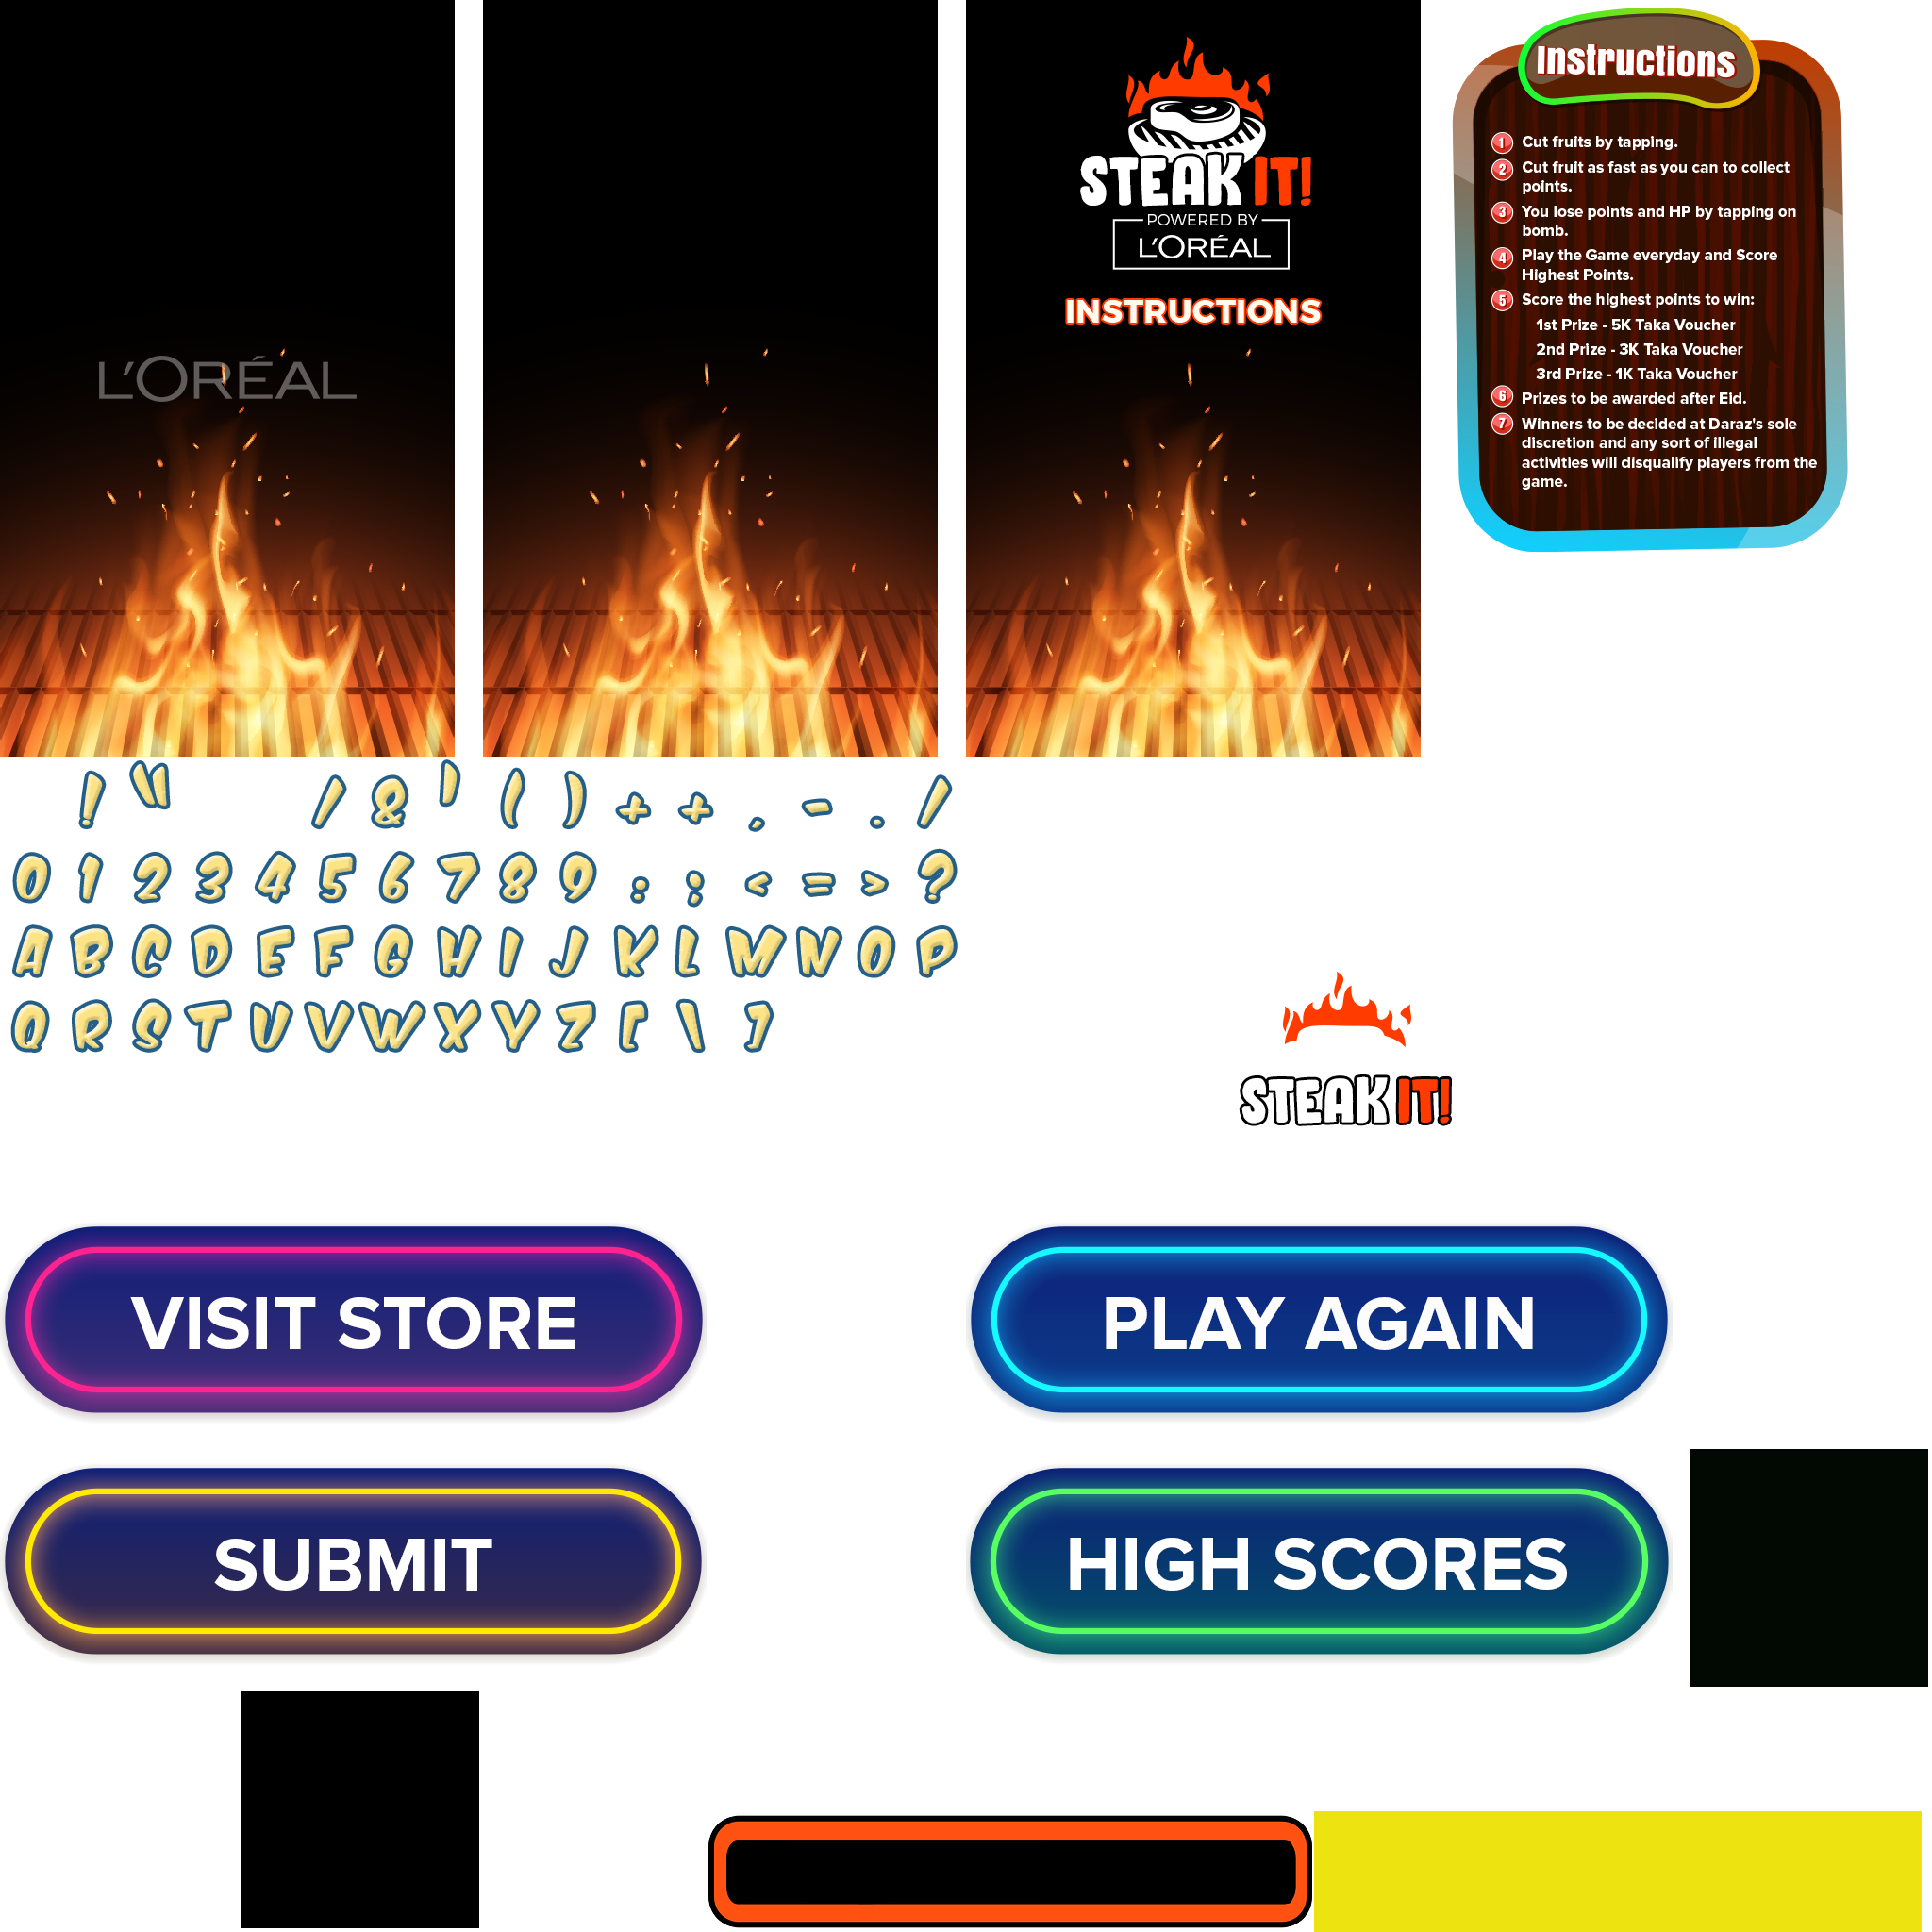 L'ORÉAL
STEAK IT!
POWERED BY
L'ORÉAL
INSTRUCTIONS
Instructions
1 Cut fruits by tapping.
2 Cut fruit as fast as you can to collect
points.
3 You lose points and HP by tapping on
bomb.
4 Play the Game everyday and Score
Highest Points.
5 Score the highest points to win:
1st Prize - 5K Taka Voucher
2nd Prize - 3K Taka Voucher
3rd Prize - 1K Taka Voucher
6 Prizes to be awarded after Eid.
7 Winners to be decided at Daraz's sole
discretion and any sort of illegal
activities will disqualify players from the
game.
! " / & ' ( ) + + , - . /
0 1 2 3 4 5 6 7 8 9 : ; < = > ?
A B C D E F G H I J K L M N O P
Q R S T U V W X Y Z [ \ ]
STEAK IT!
VISIT STORE
PLAY AGAIN
SUBMIT
HIGH SCORES